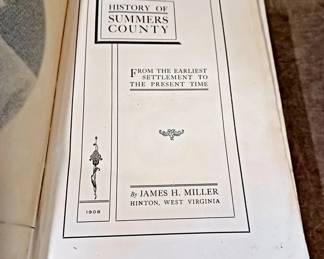 HISTORY OF
SUMMERS
COUNTY
FROM THE EARLIEST
SETTLEMENT TO
THE PRESENT TIME
By JAMES H. MILLER
HINTON, WEST VIRGINIA
1908